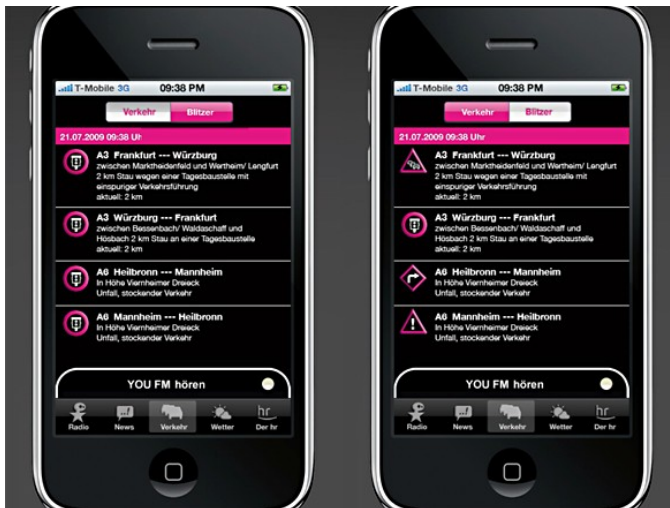 T-Mobile 3G 09:38 PM
Verkehr Blitzer
21.07.2009 09:38 Uh
A3 Frankfurt --- Würzburg
zwischen Marktheidenfeld und Wertheim/ Lengfurt
2 km Stau wegen einer Tagesbaustelle mit
einspuriger Verkehrsführung
aktuell: 2 km
A3 Würzburg --- Frankfurt
zwischen Bessenbach/ Waldaschaff und
Hösbach 2 km Stau an einer Tagesbaustelle
aktuell: 2 km
A6 Heilbronn --- Mannheim
In Höhe Viernheimer Dreieck
Unfall, stockender Verkehr
A6 Mannheim --- Heilbronn
In Höhe Viernheimer Dreieck
Unfall, stockender Verkehr
YOU FM hören
Radio News Verkehr Wetter Der hr
hr
T-Mobile 3G 09:38 PM
Verkehr Blitzer
21.07.2009 09:38 Uhr
A3 Frankfurt --- Würzburg
zwischen Marktheidenfeld und Wertheim/ Lengfurt
2 km Stau wegen einer Tagesbaustelle mit
einspuriger Verkehrsführung
aktuell: 2 km
A3 Würzburg --- Frankfurt
zwischen Bessenbach/ Waldaschaff und
Hösbach 2 km Stau an einer Tagesbaustelle
aktuell: 2 km
A6 Heilbronn --- Mannheim
In Höhe Viernheimer Dreieck
Unfall, stockender Verkehr
A6 Mannheim --- Heilbronn
In Höhe Viernheimer Dreieck
Unfall, stockender Verkehr
YOU FM hören
hr
Radio News Verkehr Wetter Der hr